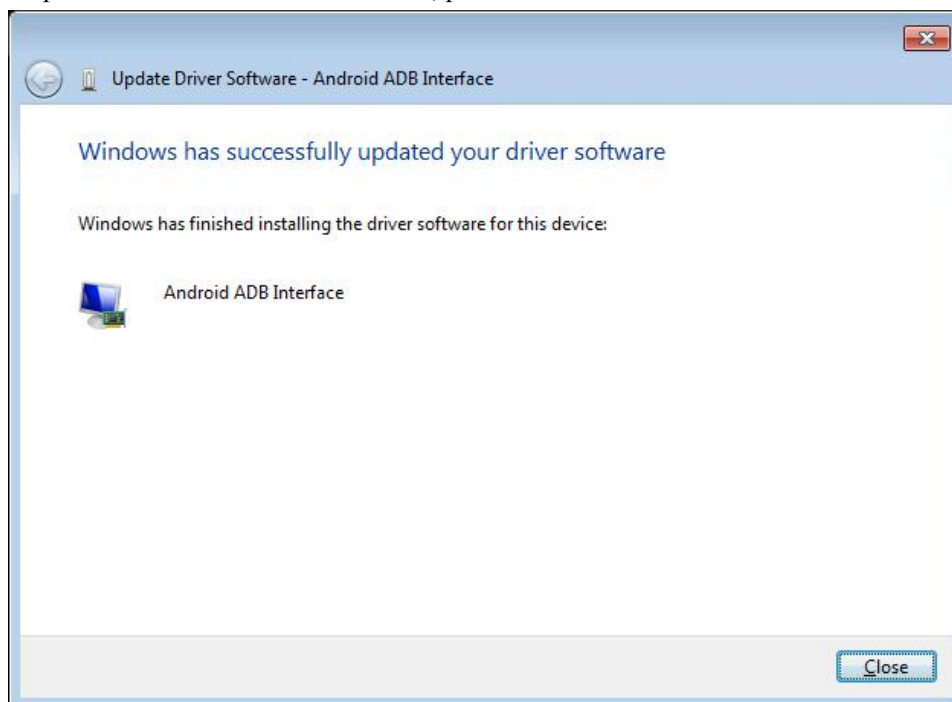 Update Driver Software - Android ADB Interface
Windows has successfully updated your driver software
Windows has finished installing the driver software for this device:
Android ADB Interface
Close